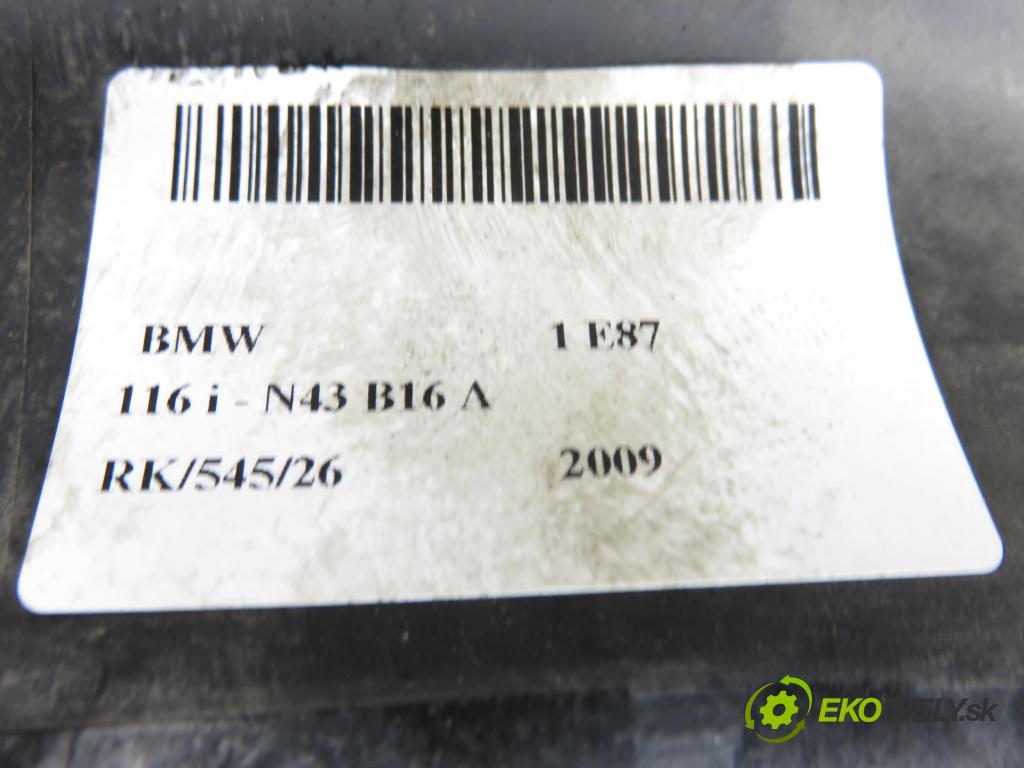 BMW 1 E87
116 i - N43 B16 A
RK/545/26 2009
EKODIELY.sk